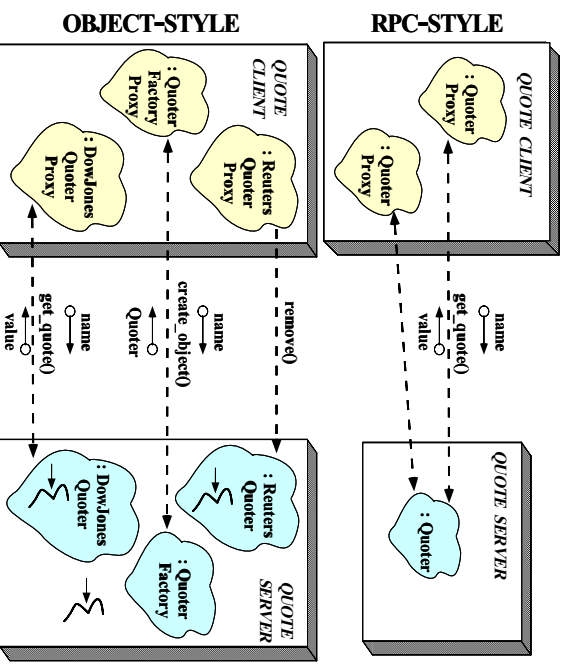 OBJECT-STYLE
RPC-STYLE
QUOTE
CLIENT
: Quoter
Factory
Proxy
: DowJones
Quoter
Proxy
: Reuters
Quoter
Proxy
remove()
name
create_object()
Quoter
name
get_quote()
value
: Reuters
Quoter
: DowJones
Quoter
: Quoter
Factory
QUOTE
SERVER
QUOTE CLIENT
: Quoter
Proxy
: Quoter
Proxy
name
get_quote()
value
QUOTE SERVER
: Quoter